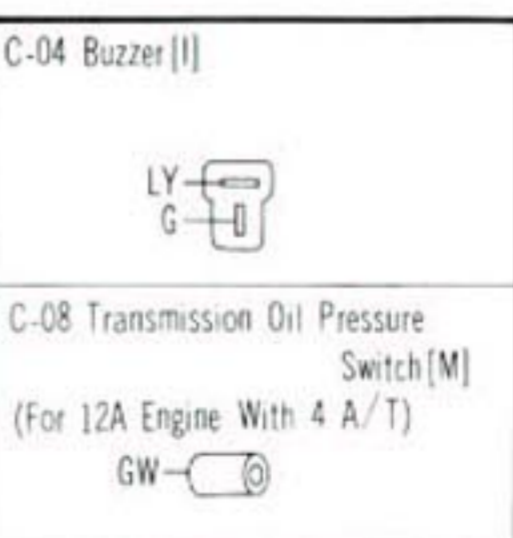 C-04 Buzzer [I]
LY
G
C-08 Transmission Oil Pressure
Switch [M]
(For 12A Engine With 4 A/T)
GW